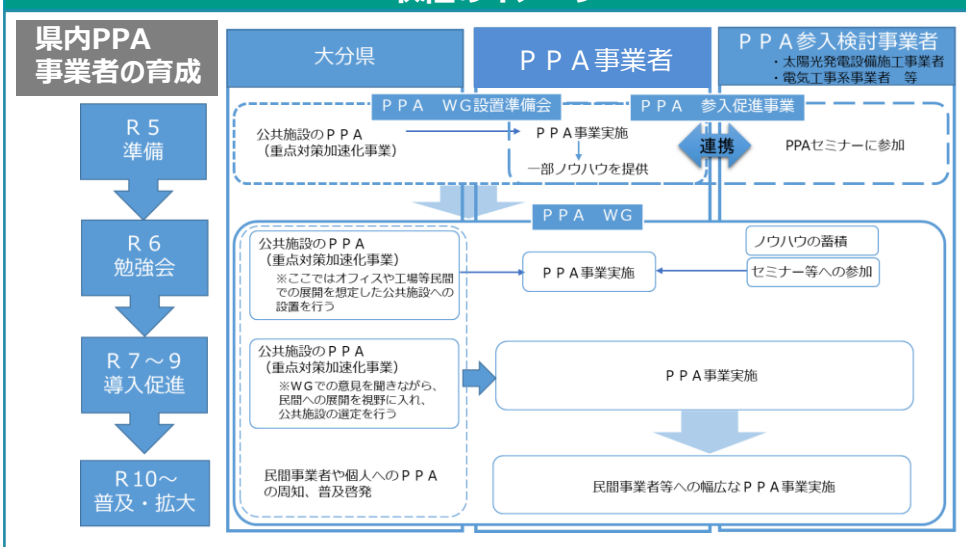 県内PPA
事業者の育成
大分県
ＰＰＡ事業者
ＰＰＡ参入検討事業者
・太陽光発電設備施工事業者
・電気工事系事業者　等
Ｒ５
準備
ＰＰＡ　ＷＧ設置準備会
ＰＰＡ　参入促進事業
公共施設のＰＰＡ
（重点対策加速化事業）
ＰＰＡ事業実施
一部ノウハウを提供
連携
PPAセミナーに参加
Ｒ６
勉強会
ＰＰＡ　ＷＧ
公共施設のＰＰＡ
（重点対策加速化事業）
※ここではオフィスや工場等民間
での展開を想定した公共施設への
設置を行う
ＰＰＡ事業実施
ノウハウの蓄積
セミナー等への参加
Ｒ７～９
導入促進
公共施設のＰＰＡ
（重点対策加速化事業）
※WGでの意見を聞きながら、
民間への展開を視野に入れ、
公共施設の選定を行う
ＰＰＡ事業実施
Ｒ10～
普及・拡大
民間事業者や個人へのＰＰＡ
の周知、普及啓発
民間事業者等への幅広なＰＰＡ事業実施